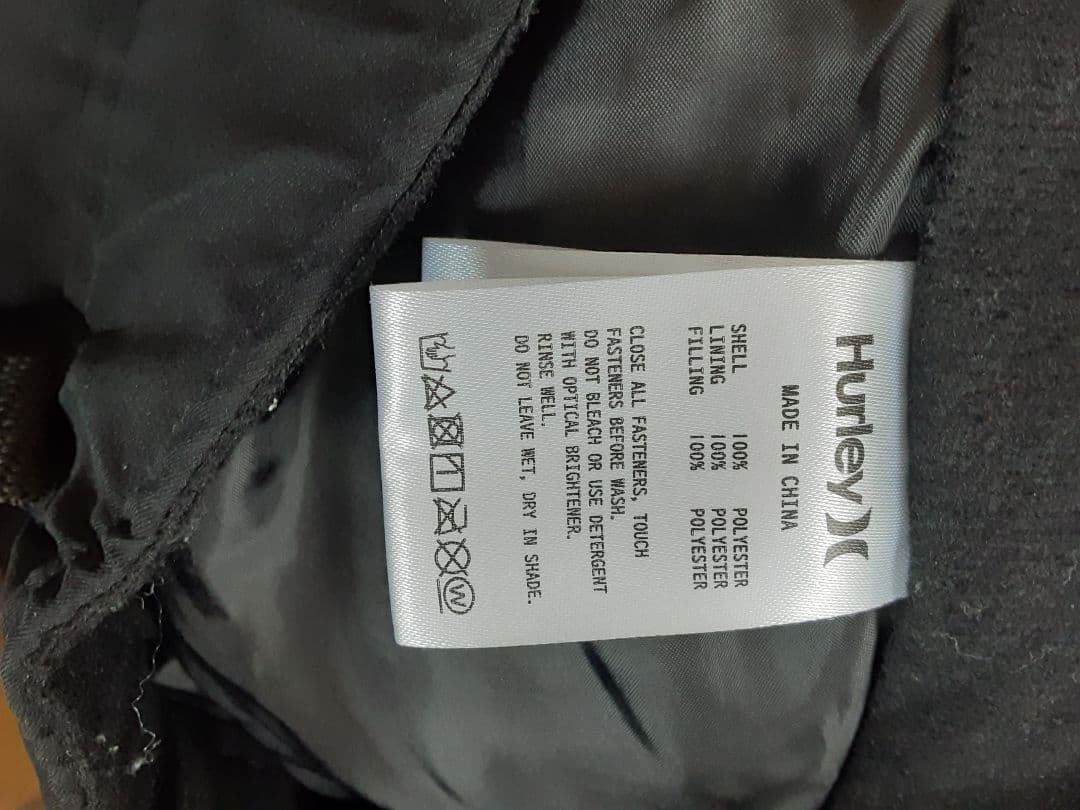 Hurley
MADE IN CHINA
SHELL 100% POLYESTER
LINING 100% POLYESTER
FILLING 100% POLYESTER
CLOSE ALL FASTENERS, TOUCH
FASTENERS BEFORE WASH.
DO NOT BLEACH OR USE DETERGENT
WITH OPTICAL BRIGHTENER.
RINSE WELL.
DO NOT LEAVE WET, DRY IN SHADE.
W